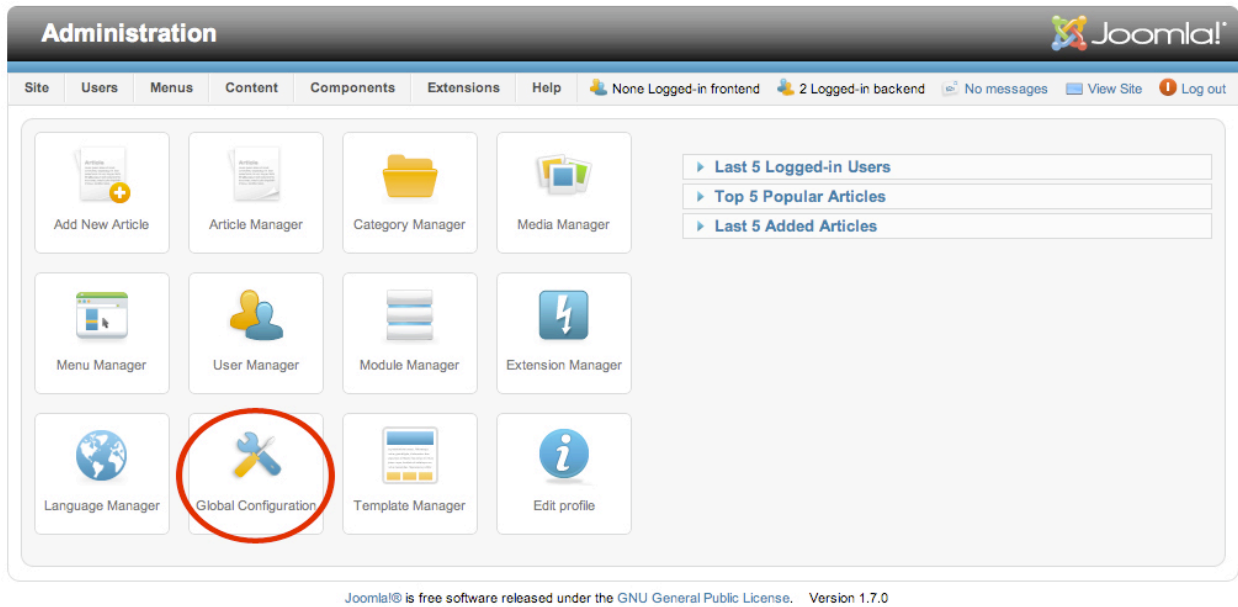 Administration
Joomla!
Site Users Menus Content Components Extensions Help None Logged-in frontend 2 Logged-in backend No messages View Site Log out
Last 5 Logged-in Users
Top 5 Popular Articles
Last 5 Added Articles
Article Article
Add New Article Article Manager Category Manager Media Manager
Menu Manager User Manager Module Manager Extension Manager
Language Manager Global Configuration Template Manager Edit profile
Joomla!® is free software released under the GNU General Public License. Version 1.7.0